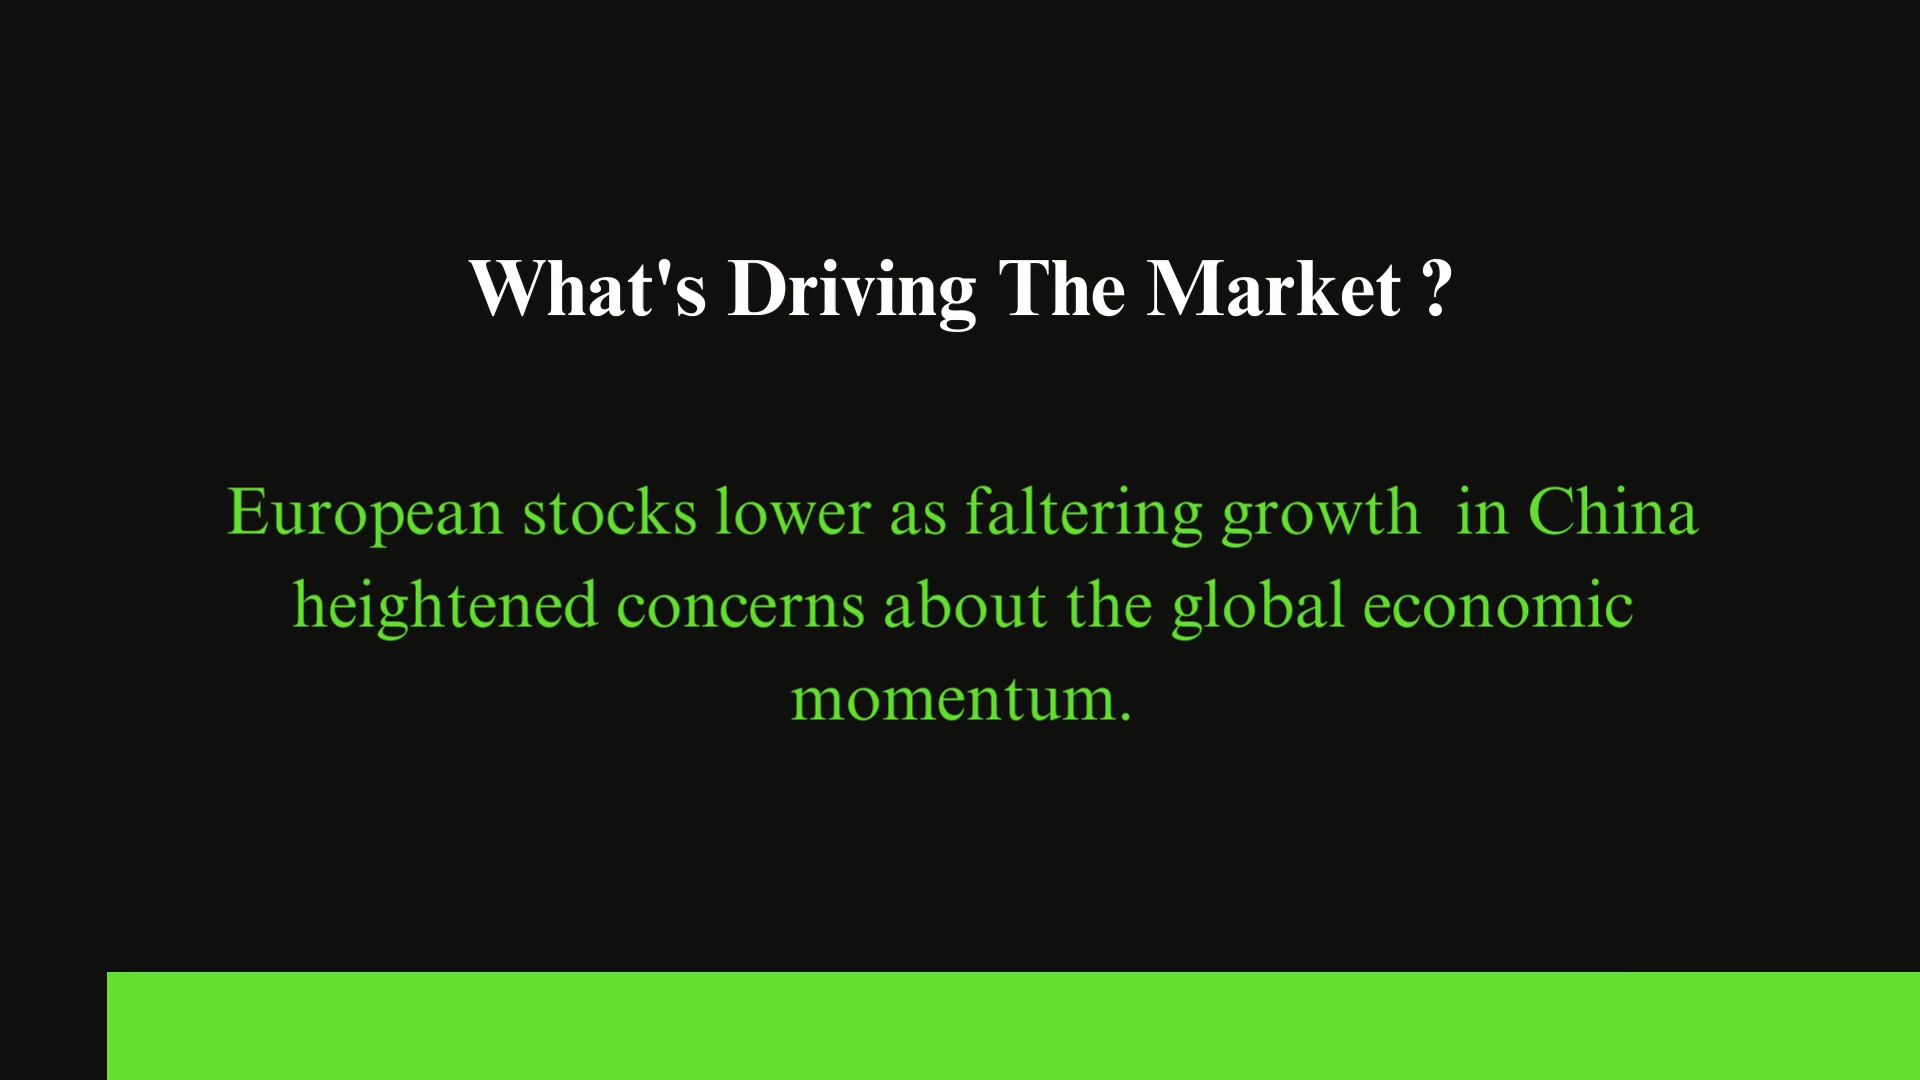 What's Driving The Market ?
European stocks lower as faltering growth  in China
heightened concerns about the global economic
momentum.